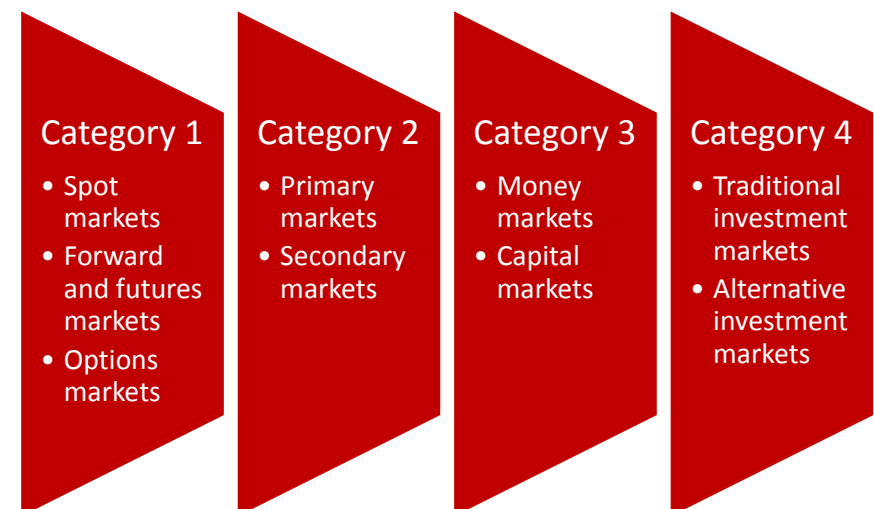 Category 1
• Spot
markets
• Forward
and futures
markets
• Options
markets
Category 2
• Primary
markets
• Secondary
markets
Category 3
• Money
markets
• Capital
markets
Category 4
• Traditional
investment
markets
• Alternative
investment
markets